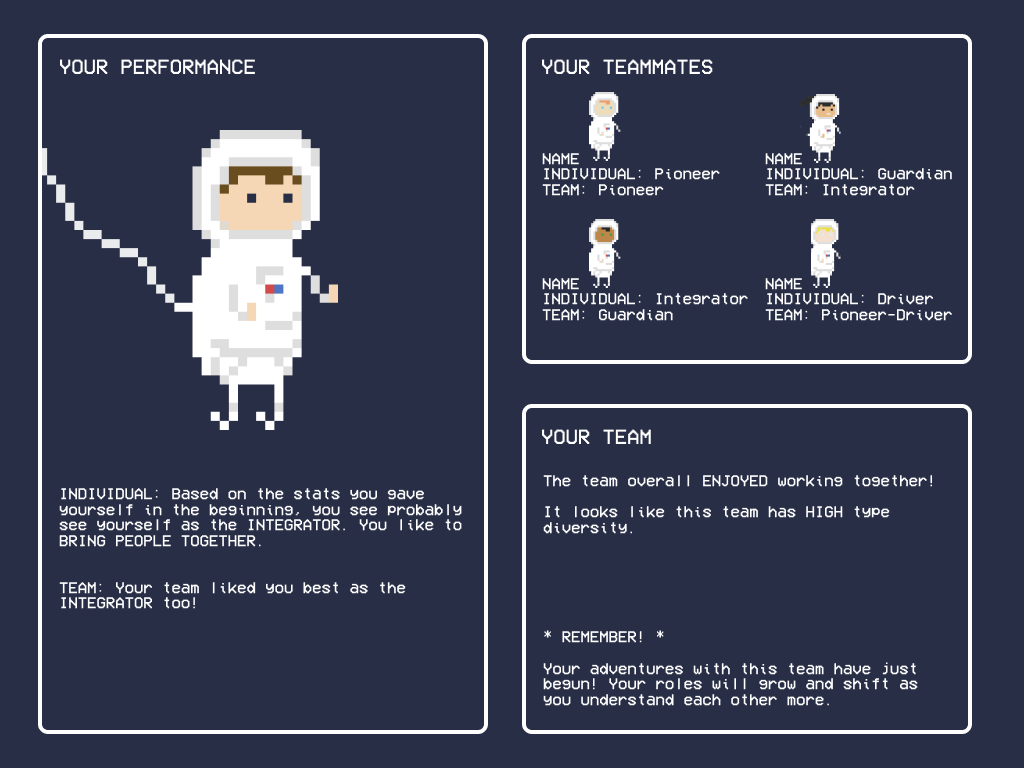 YOUR PERFORMANCE
INDIVIDUAL: Based on the stats you gave
yourself in the beginning, you see probably
see yourself as the INTEGRATOR. You like to
BRING PEOPLE TOGETHER.
TEAM: Your team liked you best as the
INTEGRATOR too!
YOUR TEAMMATES
NAME
INDIVIDUAL: Pioneer
TEAM: Pioneer
NAME
INDIVIDUAL: Guardian
TEAM: Integrator
NAME
INDIVIDUAL: Integrator
TEAM: Guardian
NAME
INDIVIDUAL: Driver
TEAM: Pioneer-Driver
YOUR TEAM
The team overall ENJOYED working together!
It looks like this team has HIGH type
diversity.
* REMEMBER! *
Your adventures with this team have just
begun! Your roles will grow and shift as
you understand each other more.